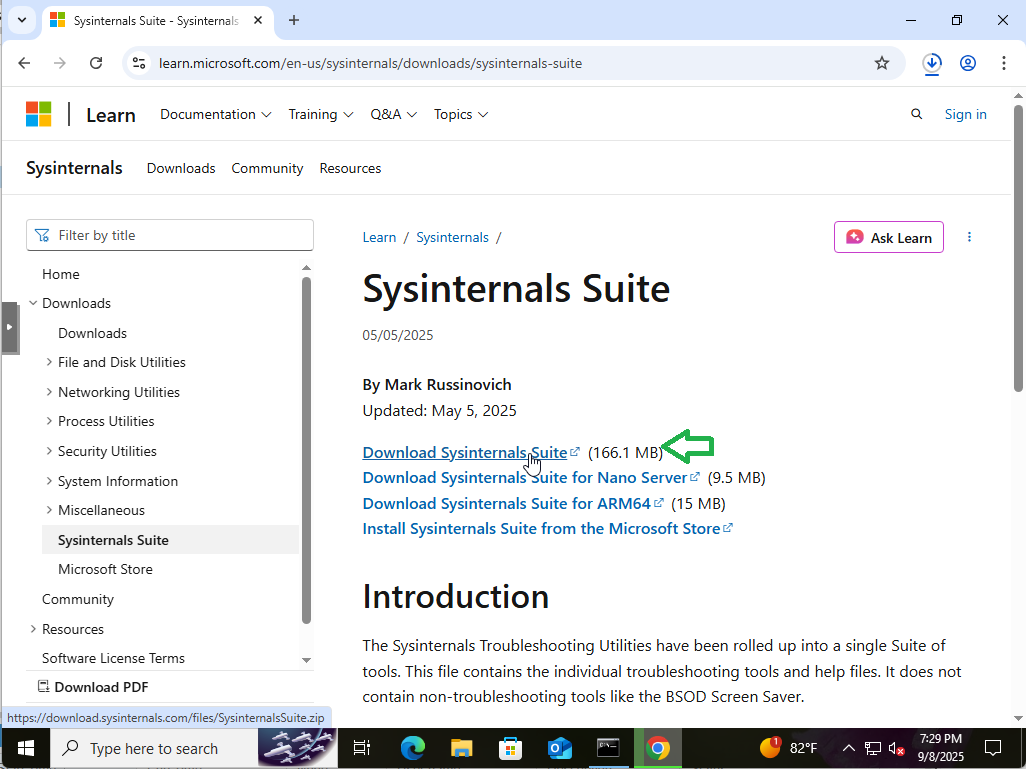 Sysinternals Suite - Sysinternals
learn.microsoft.com/en-us/sysinternals/downloads/sysinternals-suite
Learn
Documentation
Training
Q&A
Topics
Sign in
Sysinternals
Downloads
Community
Resources
Filter by title
Home
Downloads
Downloads
File and Disk Utilities
Networking Utilities
Process Utilities
Security Utilities
System Information
Miscellaneous
Sysinternals Suite
Microsoft Store
Community
Resources
Software License Terms
Download PDF
Learn / Sysinternals /
Ask Learn
Sysinternals Suite
05/05/2025
By Mark Russinovich
Updated: May 5, 2025
Download Sysinternals Suite (166.1 MB)
Download Sysinternals Suite for Nano Server (9.5 MB)
Download Sysinternals Suite for ARM64 (15 MB)
Install Sysinternals Suite from the Microsoft Store
Introduction
The Sysinternals Troubleshooting Utilities have been rolled up into a single Suite of
tools. This file contains the individual troubleshooting tools and help files. It does not
contain non-troubleshooting tools like the BSOD Screen Saver.
https://download.sysinternals.com/files/SysinternalsSuite.zip
Type here to search
1
82°F
7:29 PM
9/8/2025